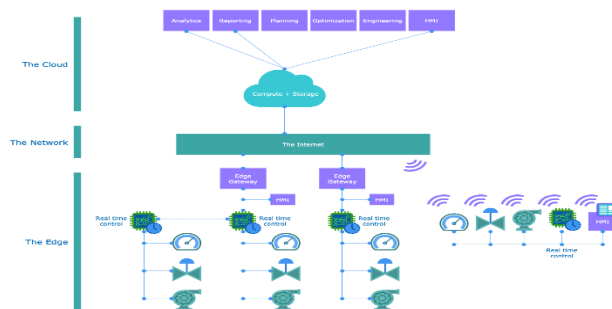 Analytics
Reporting
Planning
Optimization
Engineering
HMI
The Cloud
Compute + Storage
The Network
The Internet
Edge
Gateway
Edge
Gateway
HMI
HMI
Real time
control
Real time
control
Real time
control
HMI
The Edge
Real time
control